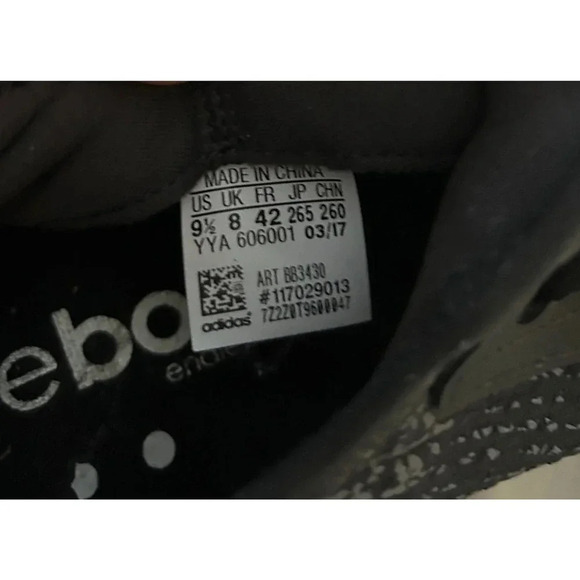 MADE IN CHINA
US UK FR JP CHN
9½ 8 42 265 260
YYA 606001 03/17
ART BB3430
#117029013
adidas
7Z2Z0T9600047
ebo